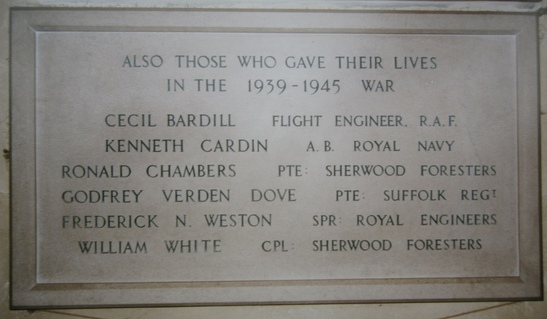 ALSO THOSE WHO GAVE THEIR LIVES
IN THE 1939-1945 WAR
CECIL BARDILL FLIGHT ENGINEER, R.A.F.
KENNETH CARDIN A.B. ROYAL NAVY
RONALD CHAMBERS PTE: SHERWOOD FORESTERS
GODFREY VERDEN DOVE PTE: SUFFOLK REGT
FREDERICK N. WESTON SPR: ROYAL ENGINEERS
WILLIAM WHITE CPL: SHERWOOD FORESTERS